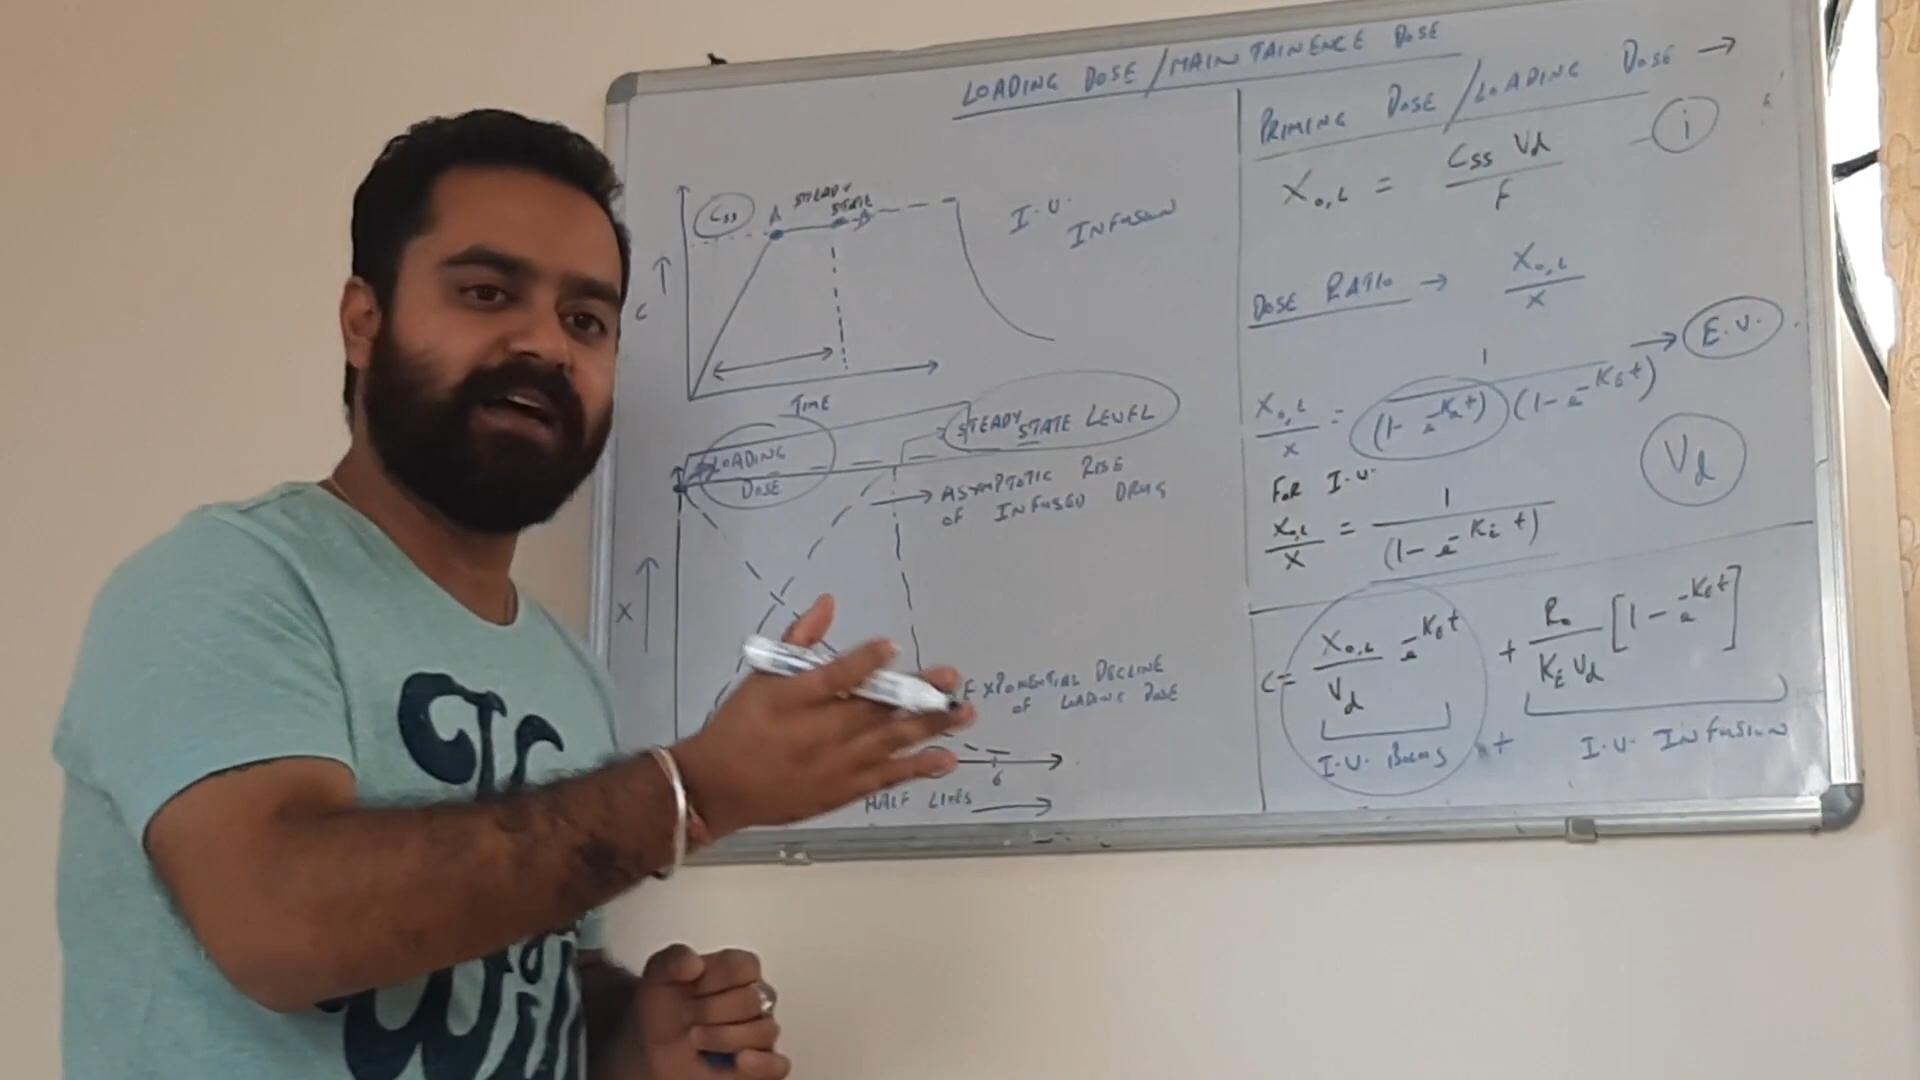 LOADING DOSE / MAINTAINENCE DOSE
Css
A
STEADY
STATE
I.V.
INFUSION
C
TIME
LOADING
DOSE
STEADY
STATE LEVEL
ASYMPTOTIC RISE
OF INFUSED DRUG
X
EXPONENTIAL DECLINE
OF LOADING DOSE
6
HALF LIVES
PRIMING DOSE / LOADING DOSE →
X₀,L = Css Vd / F
i
DOSE RATIO → X₀,L / X
X₀,L / X = 1 / (1 - e^-Ka t) (1 - e^-KE t) → E.V.
Vd
FOR I.V.
X₀,L / X = 1 / (1 - e^-KE t)
C = X₀,L / Vd e^-KE t + R₀ / KE Vd [1 - e^-KE t]
I.V. BOLUS + I.V. INFUSION